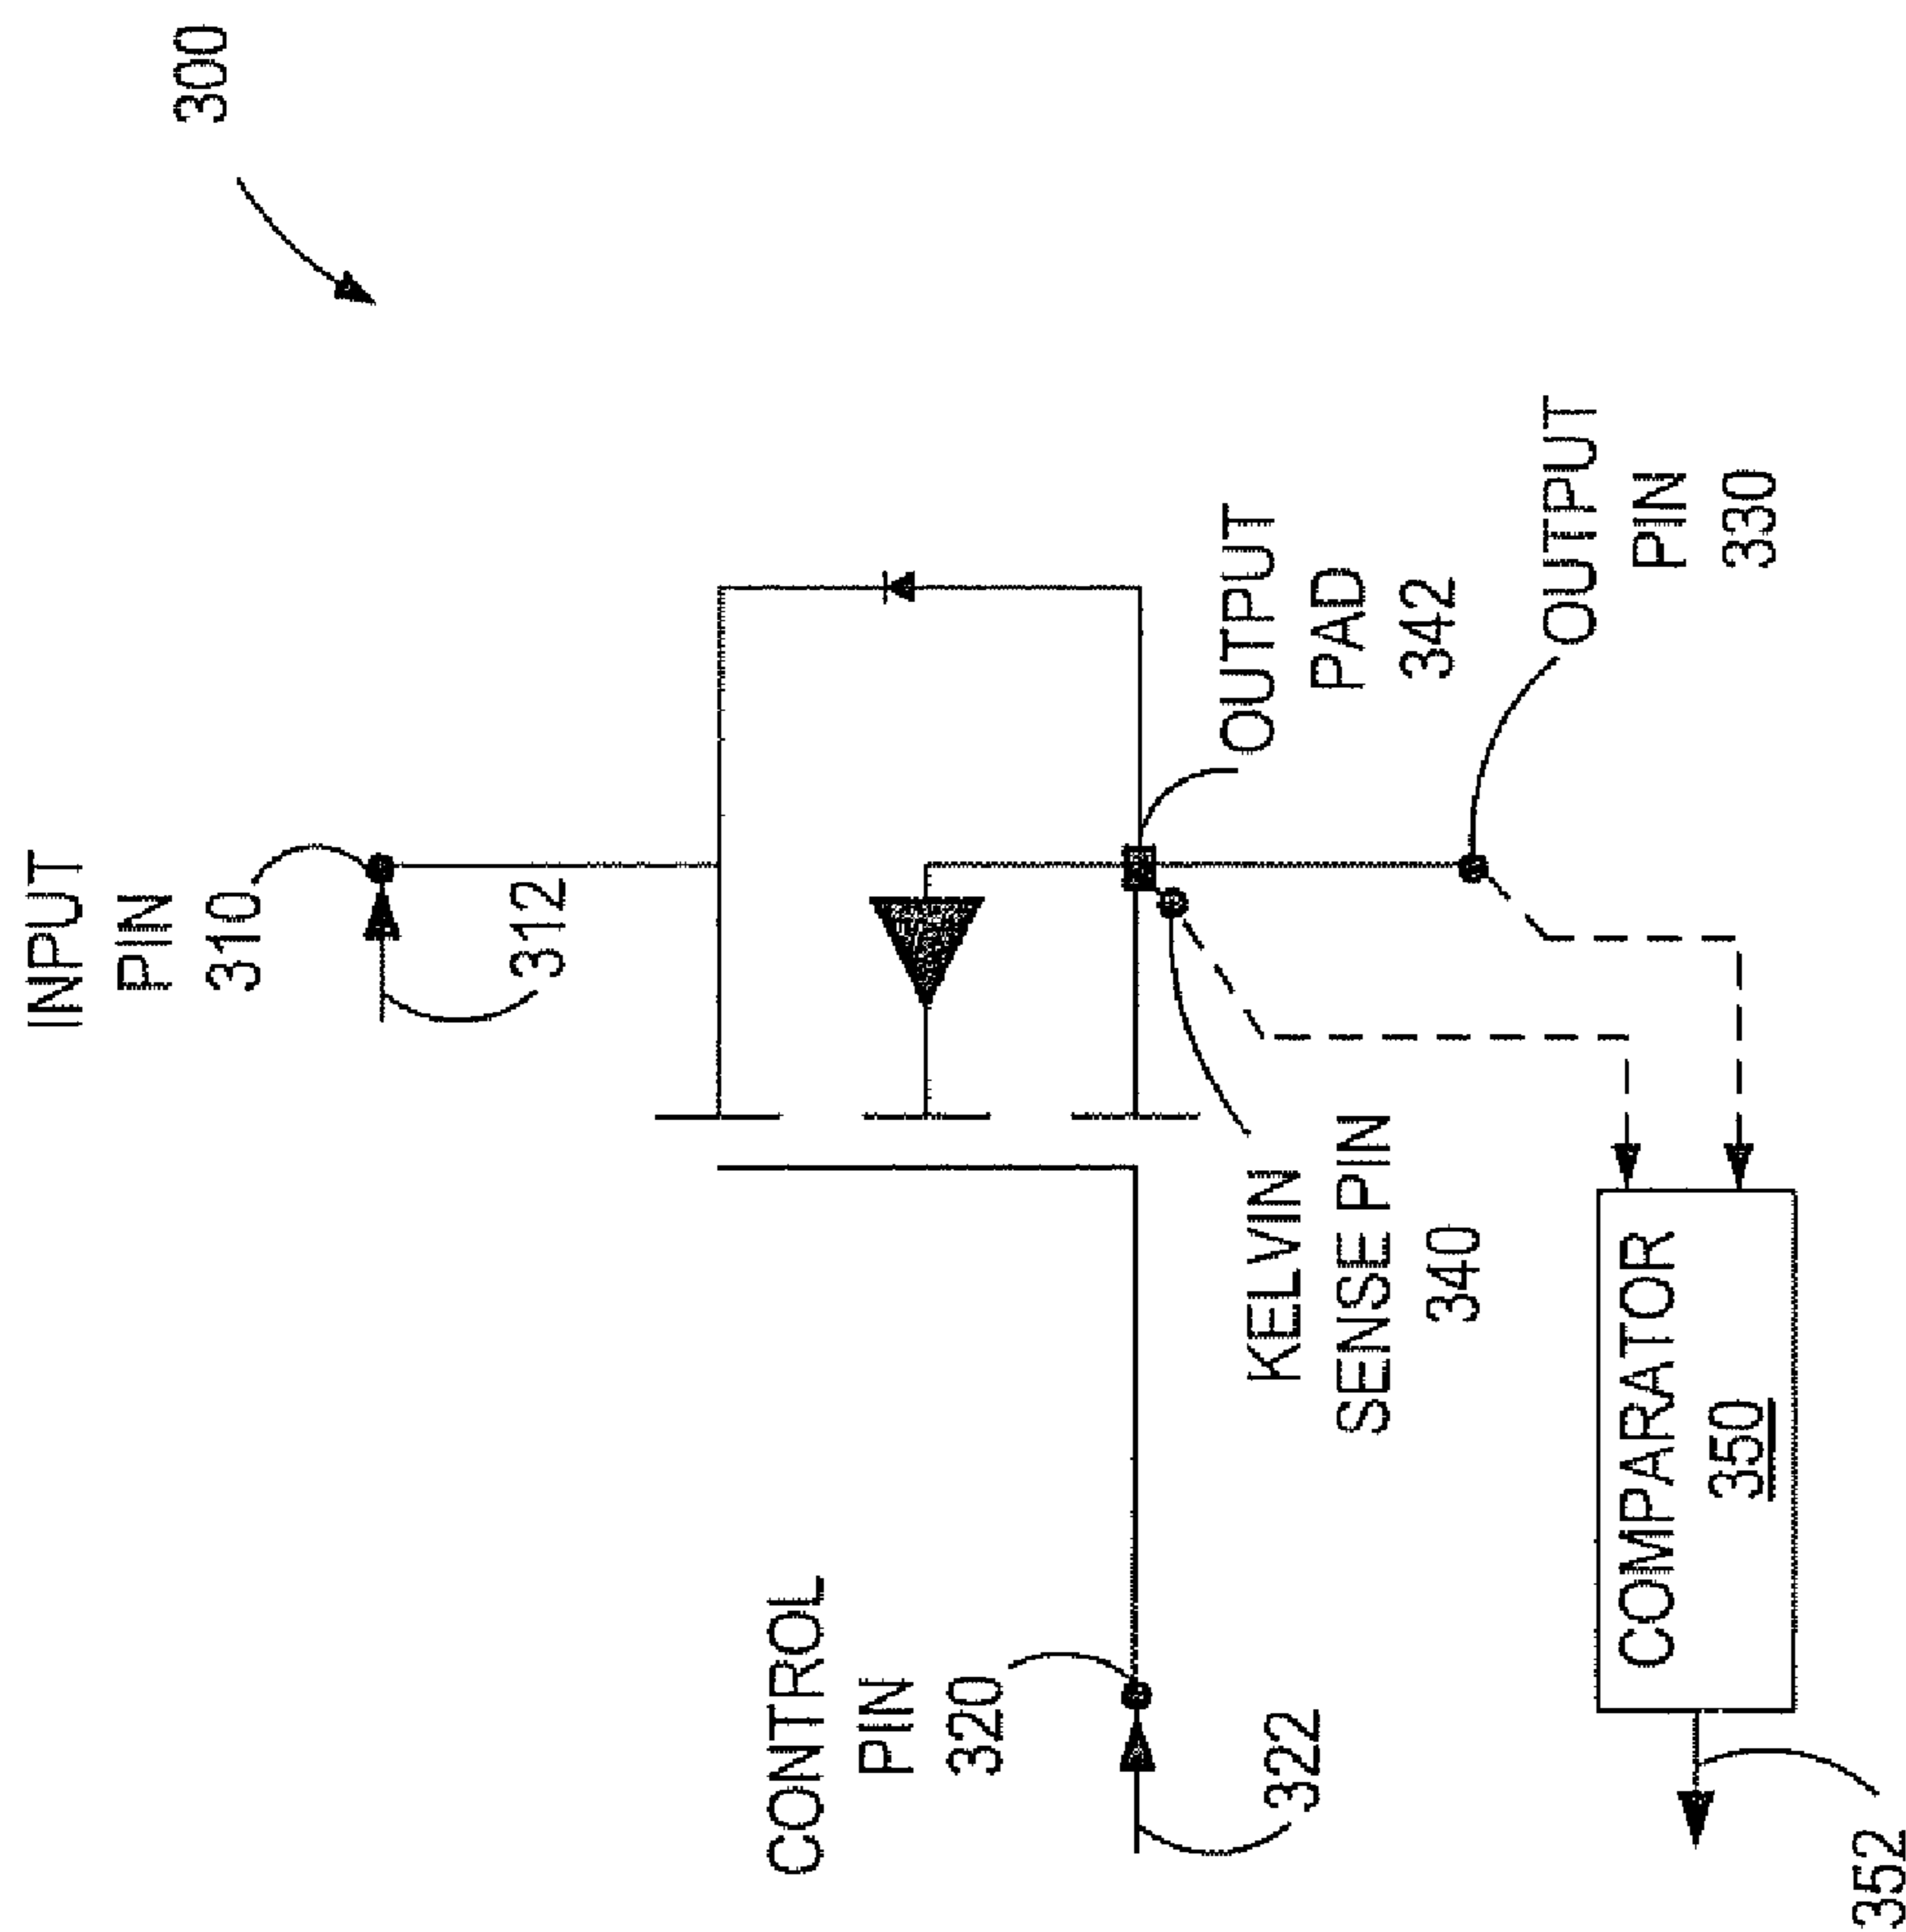 300
INPUT
PIN
310
312
CONTROL
PIN
320
322
OUTPUT
PAD
342
KELVIN
SENSE PIN
340
OUTPUT
PIN
330
COMPARATOR
350
352